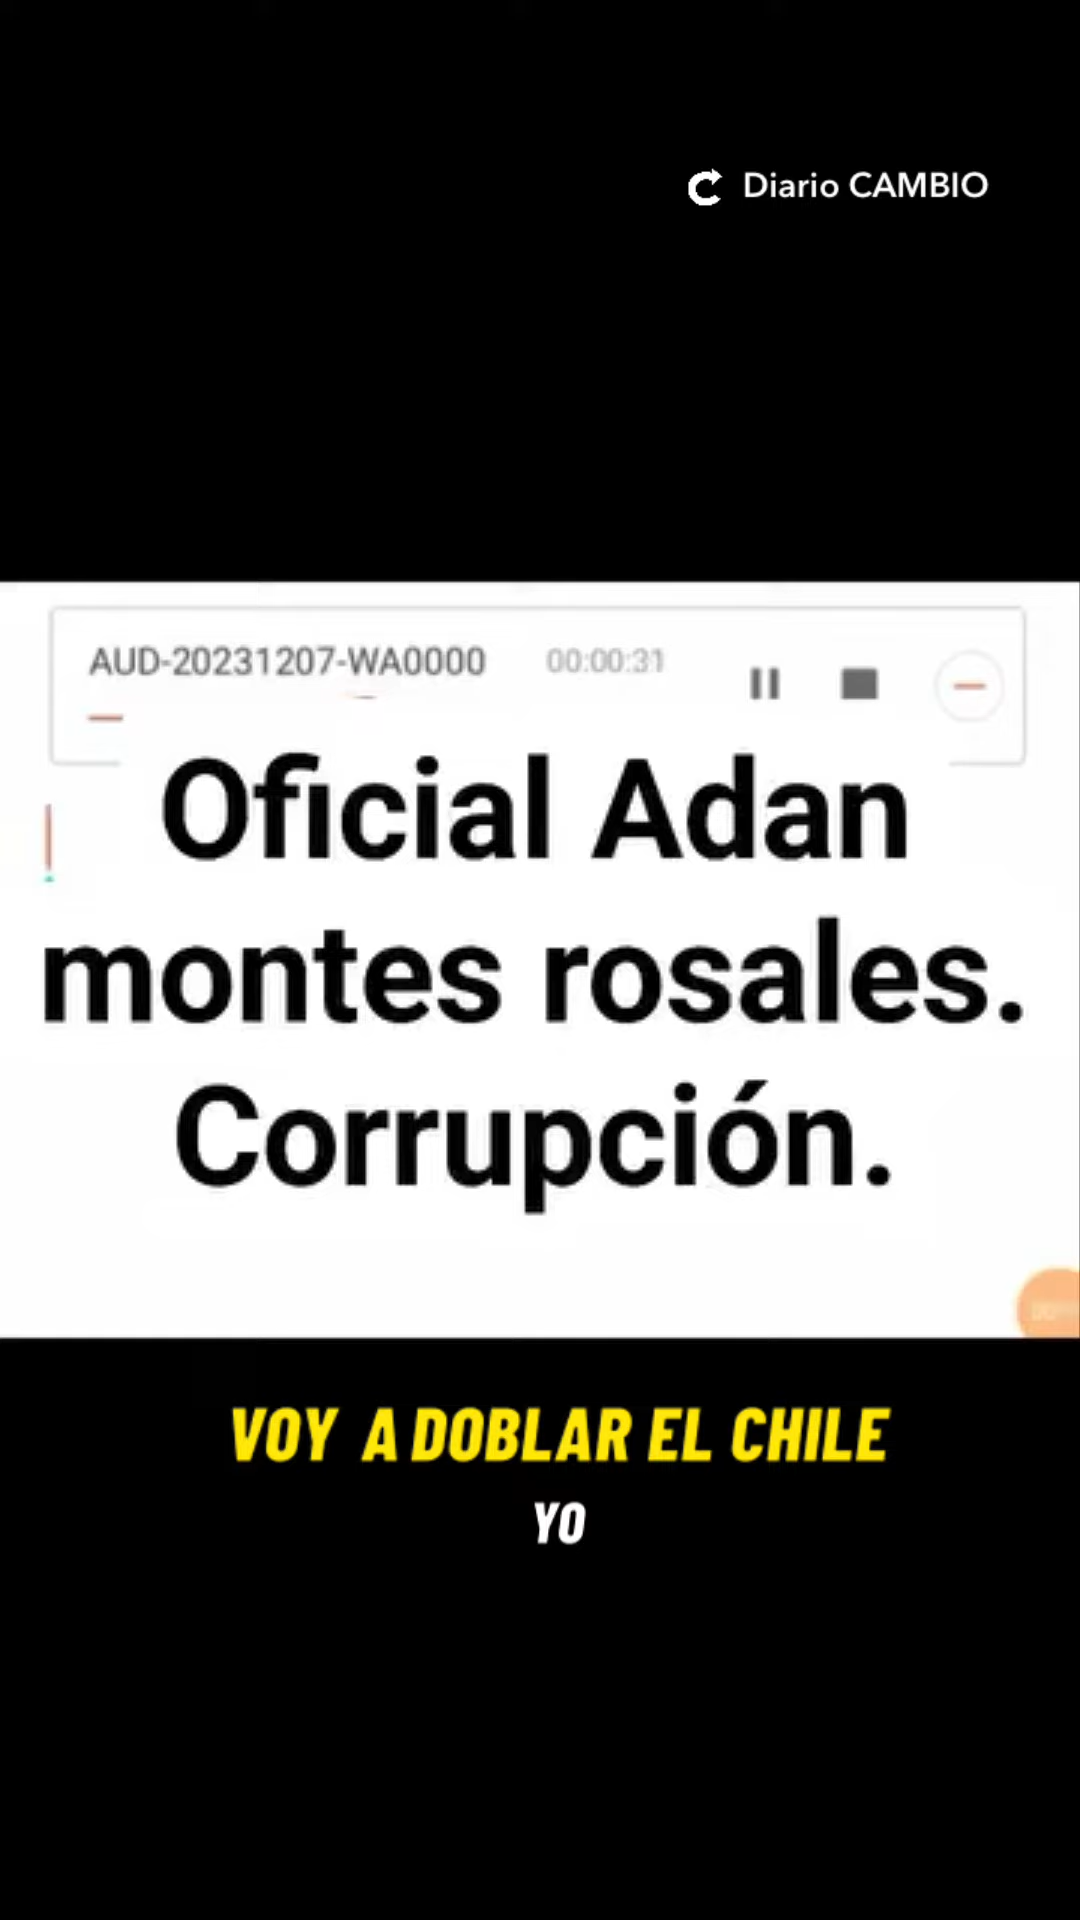 Diario CAMBIO
AUD-20231207-WA0000 00:00:31
Oficial Adan
montes rosales.
Corrupción.
VOY A DOBLAR EL CHILE
YO